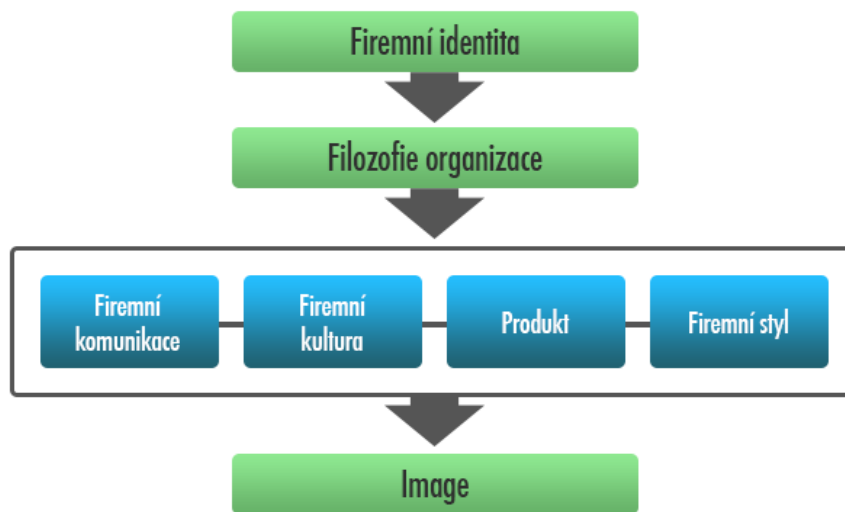 Firemní identita
Filozofie organizace
Firemní
komunikace
Firemní
kultura
Produkt
Firemní styl
Image